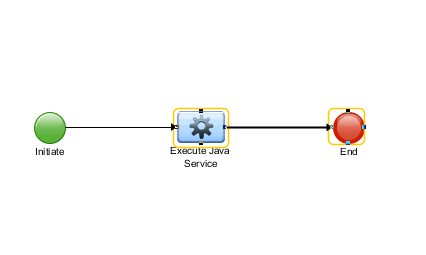 Initiate
Execute Java
Service
End